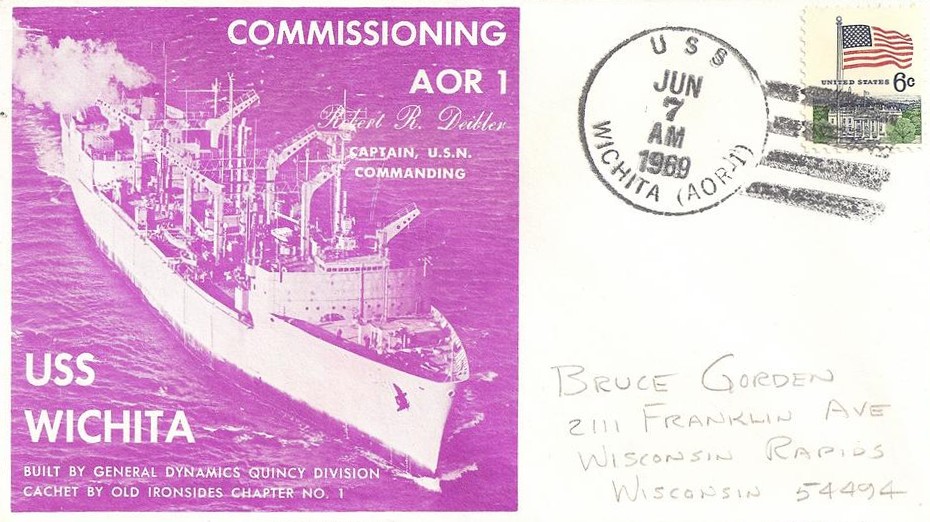 COMMISSIONING
AOR 1
Robert R. Deibler
CAPTAIN, U.S.N.
COMMANDING
USS
WICHITA
BUILT BY GENERAL DYNAMICS QUINCY DIVISION
CACHET BY OLD IRONSIDES CHAPTER NO. 1
USS
JUN
7
AM
1969
WICHITA (AOR-1)
UNITED STATES 6c
BRUCE GORDEN
2111 FRANKLIN AVE
WISCONSIN RAPIDS
WISCONSIN 54494